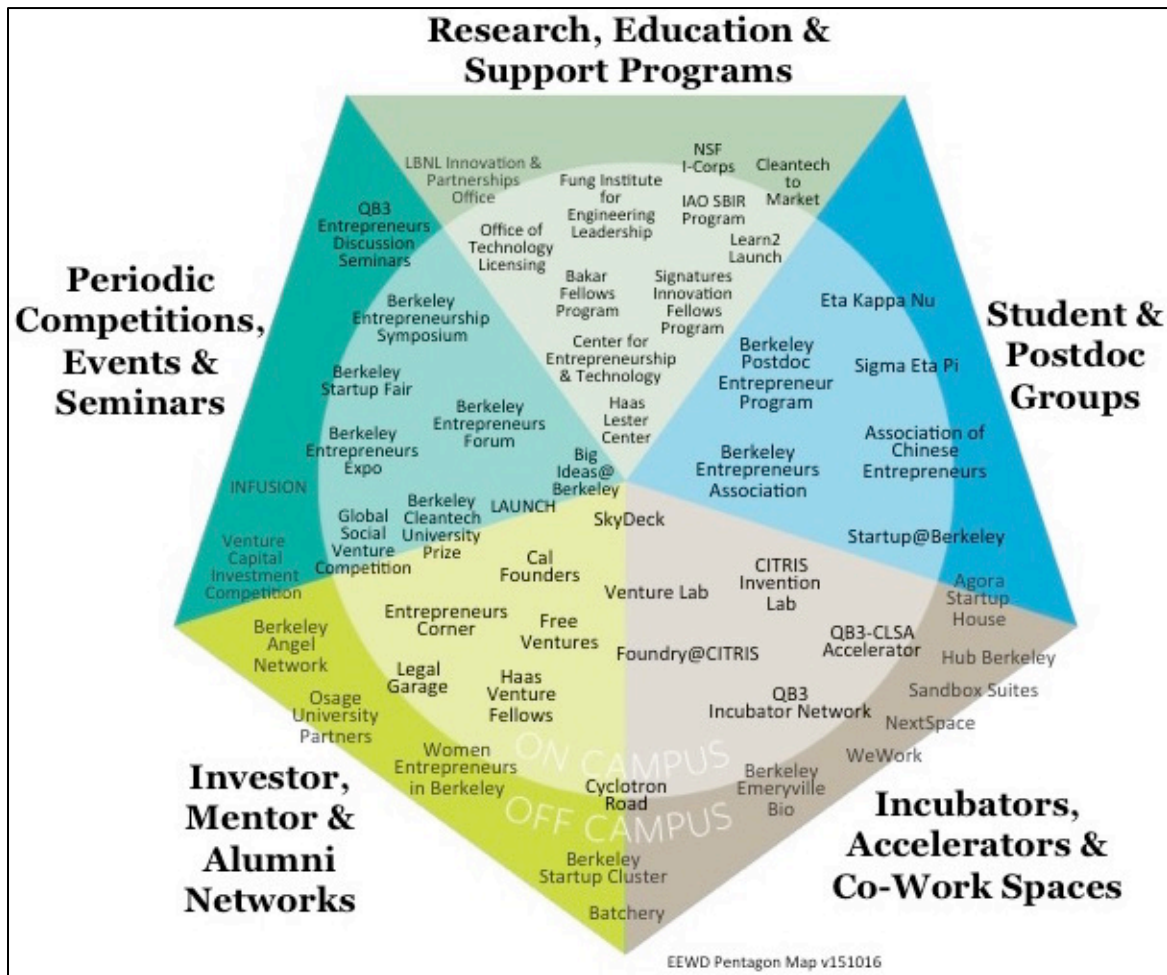 Research, Education &
Support Programs
LBNL Innovation &
Partnerships
Office
NSF
I-Corps
Cleantech
to
Market
Fung Institute
for
Engineering
Leadership
IAO SBIR
Program
Office of
Technology
Licensing
Learn2
Launch
Bakar
Fellows
Program
Signatures
Innovation
Fellows
Program
Center for
Entrepreneurship
& Technology
Haas
Lester
Center
Periodic
Competitions,
Events &
Seminars
QB3
Entrepreneurs
Discussion
Seminars
Berkeley
Entrepreneurship
Symposium
Berkeley
Startup Fair
Berkeley
Entrepreneurs
Forum
Berkeley
Entrepreneurs
Expo
Big
Ideas@
Berkeley
INFUSION
LAUNCH
Berkeley
Cleantech
University
Prize
Global
Social
Venture
Competition
Venture
Capital
Investment
Competition
Student &
Postdoc
Groups
Eta Kappa Nu
Berkeley
Postdoc
Entrepreneur
Program
Sigma Eta Pi
Association of
Chinese
Entrepreneurs
Berkeley
Entrepreneurs
Association
Startup@Berkeley
Investor,
Mentor &
Alumni
Networks
Cal
Founders
Entrepreneurs
Corner
Free
Ventures
Berkeley
Angel
Network
Legal
Garage
Haas
Venture
Fellows
Osage
University
Partners
Women
Entrepreneurs
in Berkeley
Incubators,
Accelerators &
Co-Work Spaces
SkyDeck
CITRIS
Invention
Lab
Venture Lab
Agora
Startup
House
QB3-CLSA
Accelerator
Foundry@CITRIS
Hub Berkeley
Sandbox Suites
QB3
Incubator Network
NextSpace
WeWork
Berkeley
Emeryville
Bio
Cyclotron
Road
Berkeley
Startup Cluster
Batchery
ON CAMPUS
OFF CAMPUS
EEWD Pentagon Map v151016